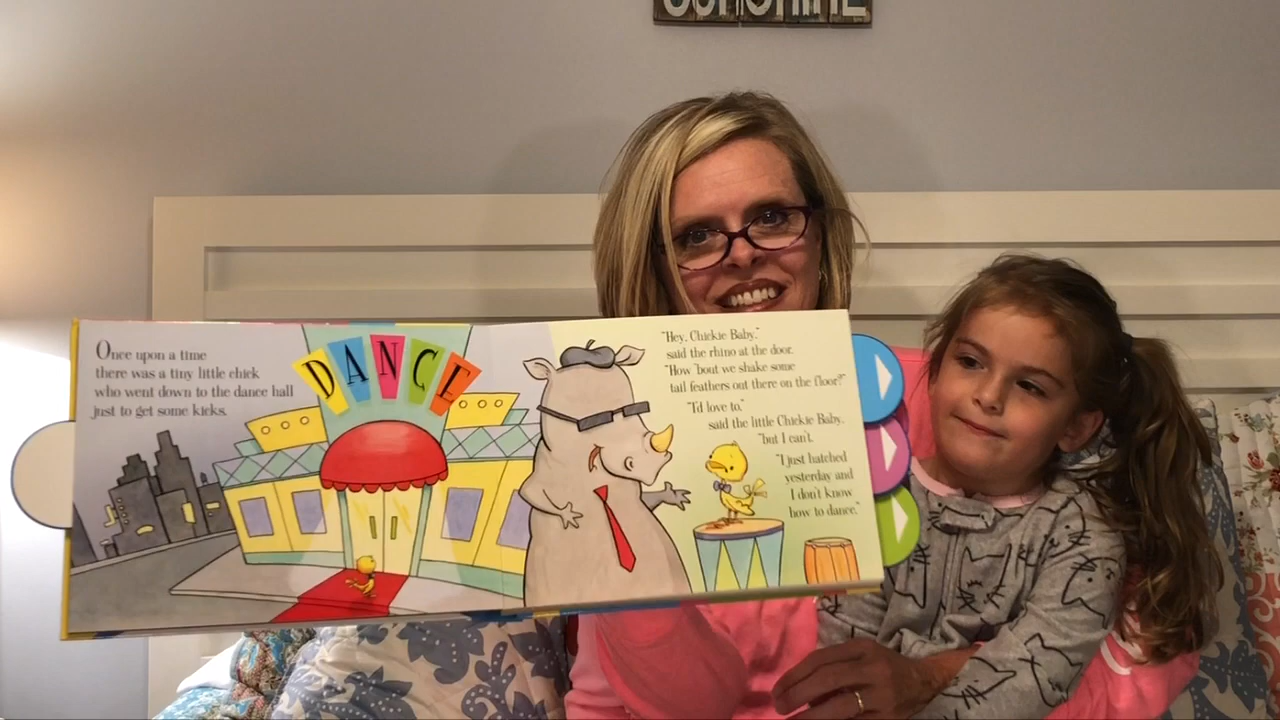 SUNSHINE
Once upon a time
there was a tiny little chick
who went down to the dance hall
just to get some kicks.
DANCE
"Hey, Chickie Baby,"
said the rhino at the door.
"How 'bout we shake some
tail feathers out there on the floor?"
"I'd love to,"
said the little Chickie Baby,
"but I can't.
"I just hatched
yesterday and
I don't know
how to dance."